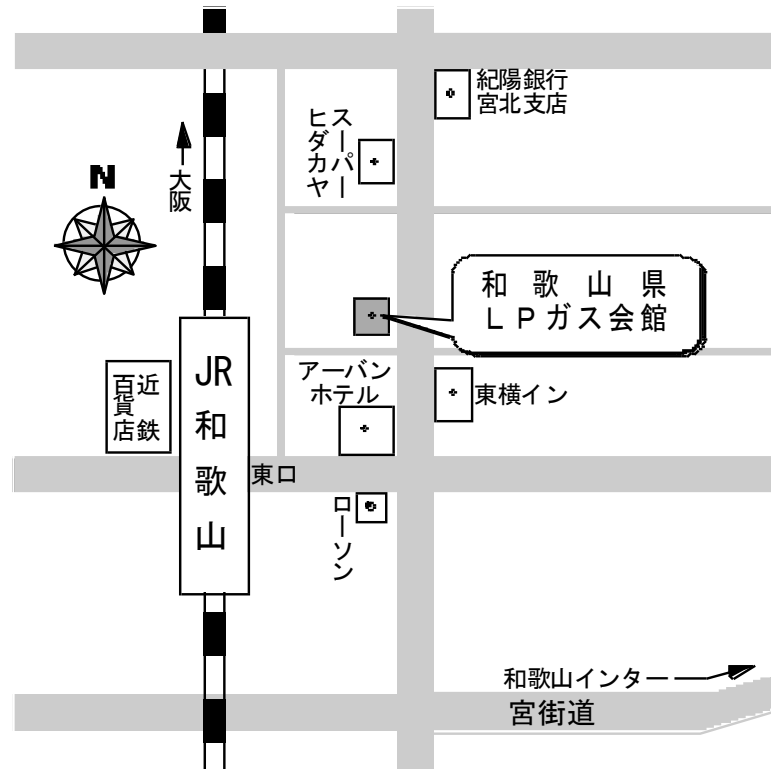 紀陽銀行
宮北支店
スーパー
ヒダカヤ
大阪
N
和歌山県
LPガス会館
JR和歌山
近鉄
百貨店
アーバン
ホテル
東横イン
東口
ローソン
和歌山インター
宮街道